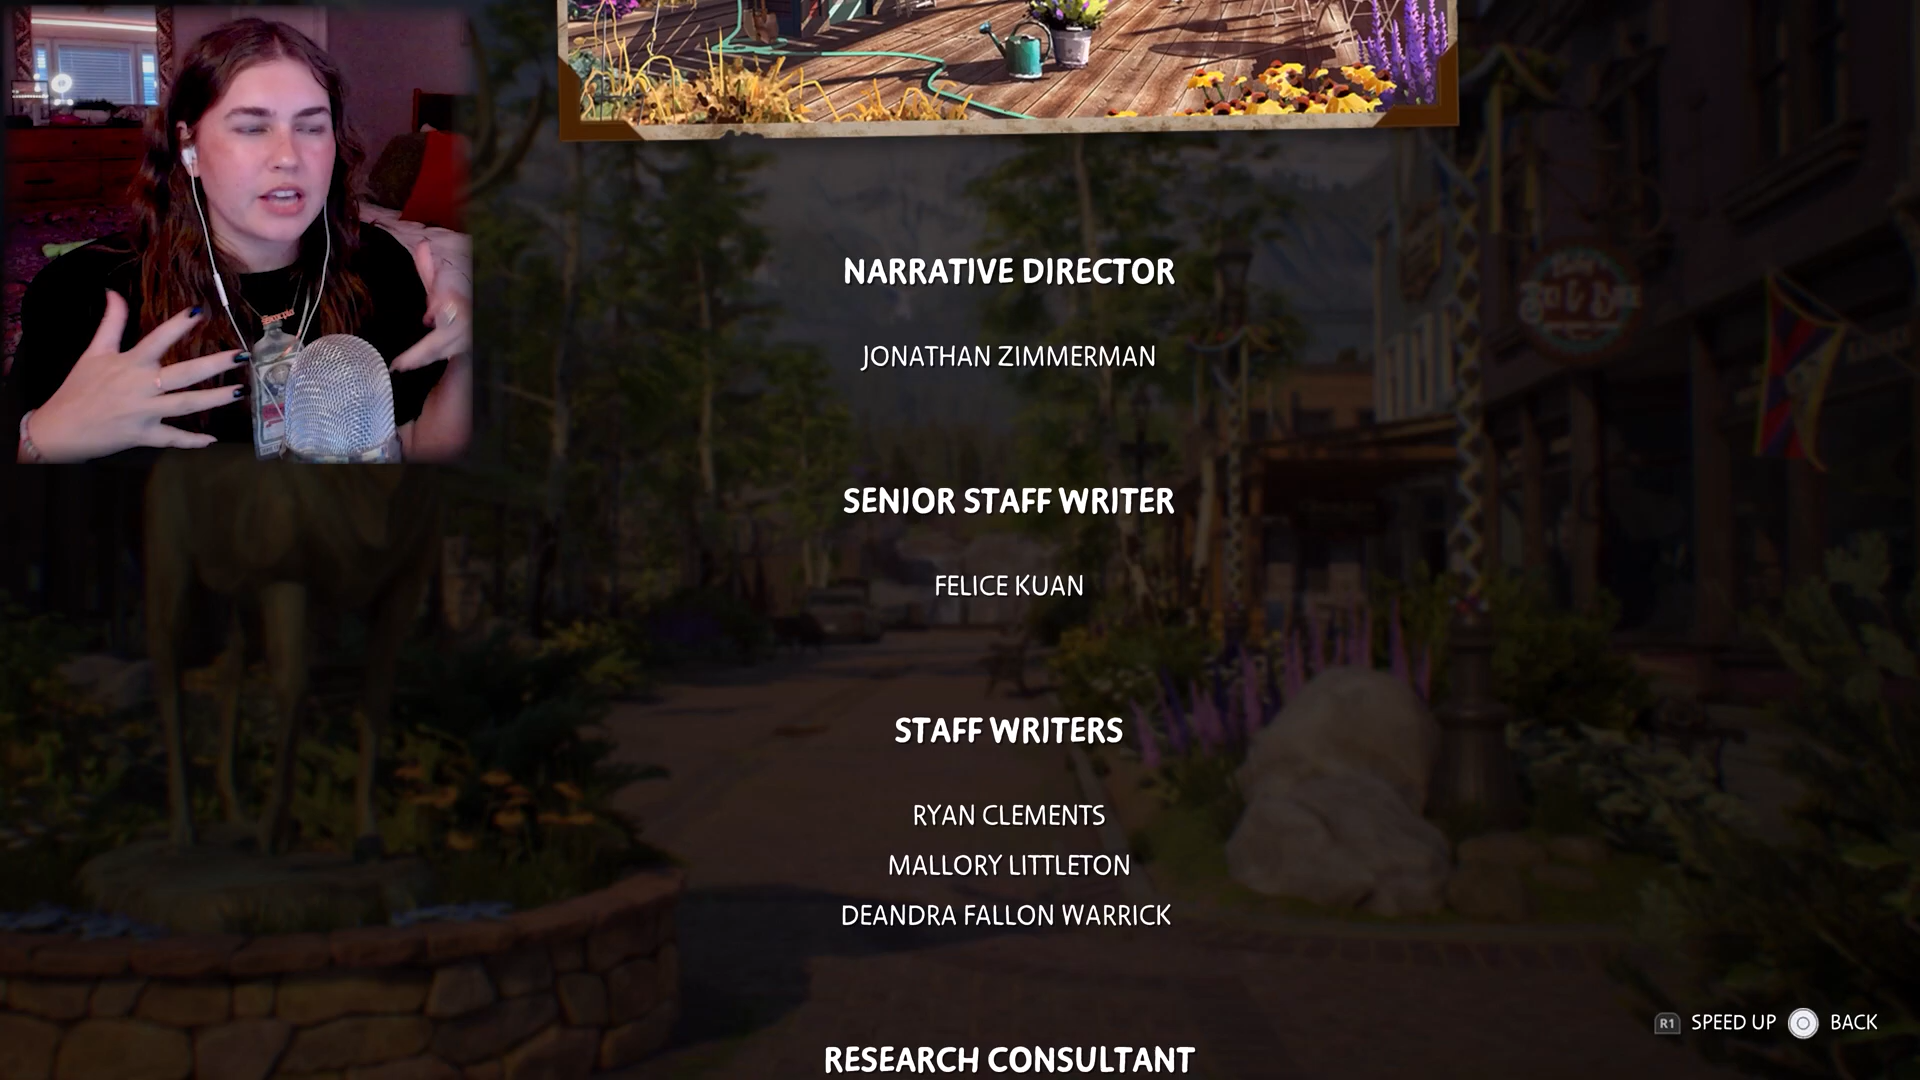 NARRATIVE DIRECTOR
JONATHAN ZIMMERMAN
SENIOR STAFF WRITER
FELICE KUAN
STAFF WRITERS
RYAN CLEMENTS
MALLORY LITTLETON
DEANDRA FALLON WARRICK
R1 SPEED UP BACK
RESEARCH CONSULTANT